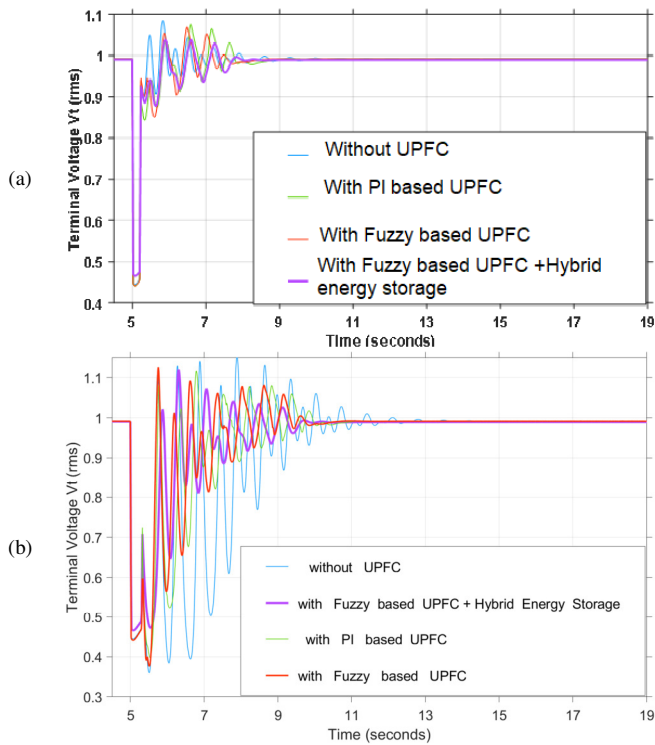 (a)
Terminal Voltage Vt (rms)
1.1
1
0.9
0.8
0.7
0.6
0.5
0.4
Without UPFC
With PI based UPFC
With Fuzzy based UPFC
With Fuzzy based UPFC +Hybrid
energy storage
5 7 9 11 13 15 17 19
Time (seconds)
(b)
Terminal Voltage Vt (rms)
1.1
1
0.9
0.8
0.7
0.6
0.5
0.4
0.3
without UPFC
with Fuzzy based UPFC + Hybrid Energy Storage
with PI based UPFC
with Fuzzy based UPFC
5 7 9 11 13 15 17 19
Time (seconds)